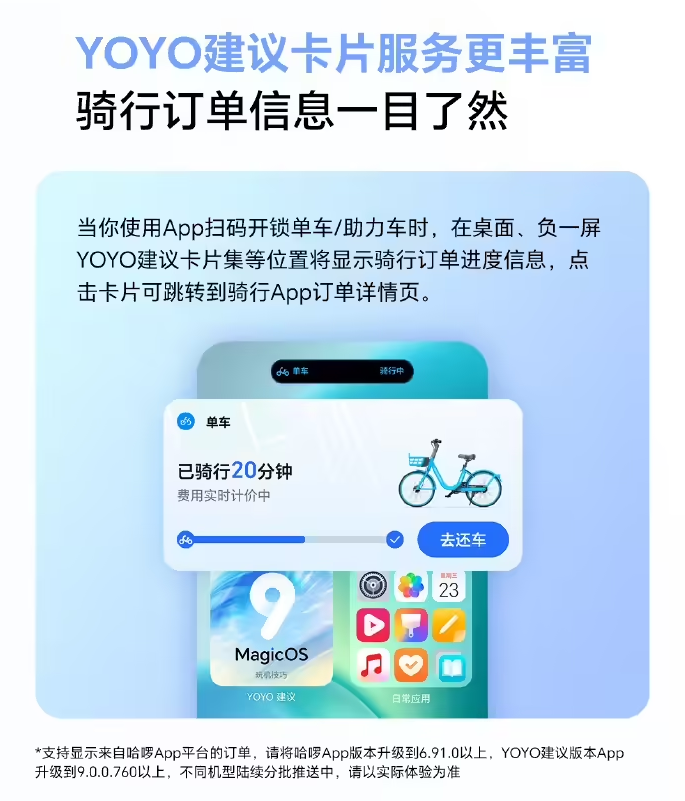 YOYO建议卡片服务更丰富
骑行订单信息一目了然
当你使用App扫码开锁单车/助力车时，在桌面、负一屏
YOYO建议卡片集等位置将显示骑行订单进度信息，点
击卡片可跳转到骑行App订单详情页。
单车 骑行中
单车
已骑行20分钟
费用实时计价中
去还车
星期三
23
9
MagicOS
玩机技巧
YOYO 建议
日常应用
*支持显示来自哈啰App平台的订单，请将哈啰App版本升级到6.91.0以上，YOYO建议版本App
升级到9.0.0.760以上，不同机型陆续分批推送中，请以实际体验为准